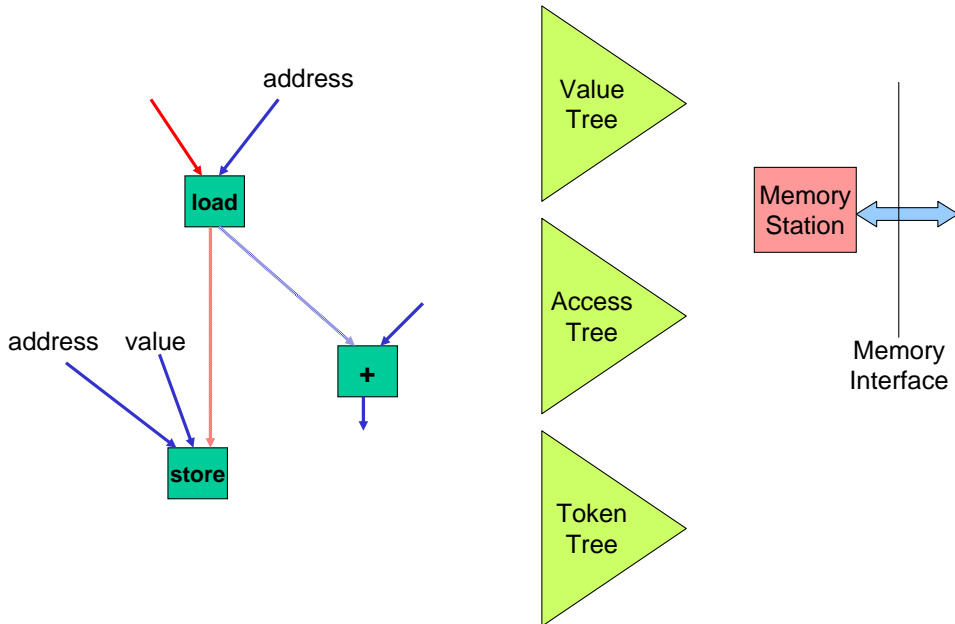 address
load
address
value
+
store
Value
Tree
Access
Tree
Token
Tree
Memory
Station
Memory
Interface